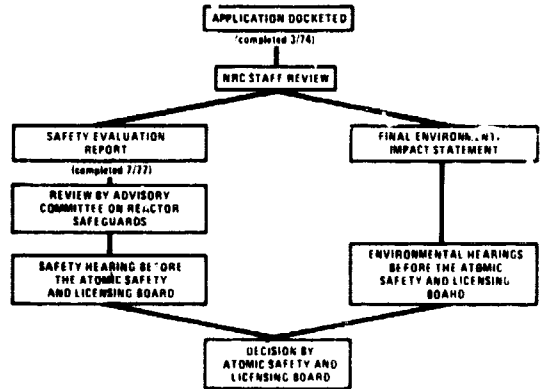 APPLICATION DOCKETED
(completed 3/74)
NRC STAFF REVIEW
SAFETY EVALUATION
REPORT
(completed 7/77)
REVIEW BY ADVISORY
COMMITTEE ON REACTOR
SAFEGUARDS
SAFETY HEARING BEFORE
THE ATOMIC SAFETY
AND LICENSING BOARD
FINAL ENVIRONMENT.
IMPACT STATEMENT
ENVIRONMENTAL HEARINGS
BEFORE THE ATOMIC
SAFETY AND LICENSING
BOARD
DECISION BY
ATOMIC SAFETY AND
LICENSING BOARD